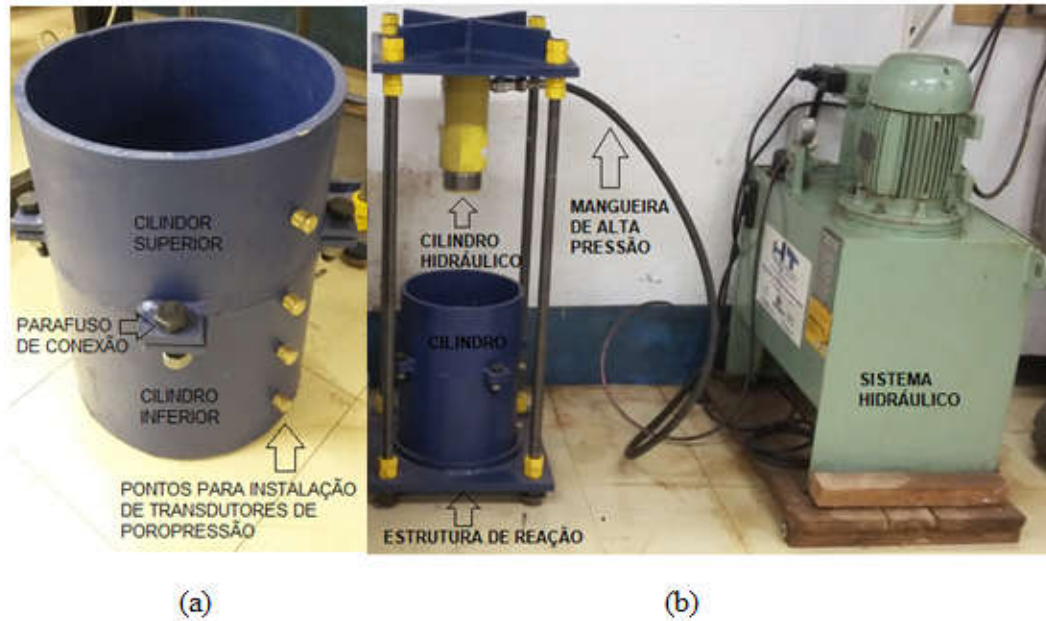 CILINDOR
SUPERIOR
PARAFUSO
DE CONEXÃO
CILINDRO
INFERIOR
PONTOS PARA INSTALAÇÃO
DE TRANSDUTORES DE
POROPRESSÃO
(a)
CILINDRO
HIDRÁULICO
MANGUEIRA
DE ALTA
PRESSÃO
CILINDRO
SISTEMA
HIDRÁULICO
ESTRUTURA DE REAÇÃO
(b)